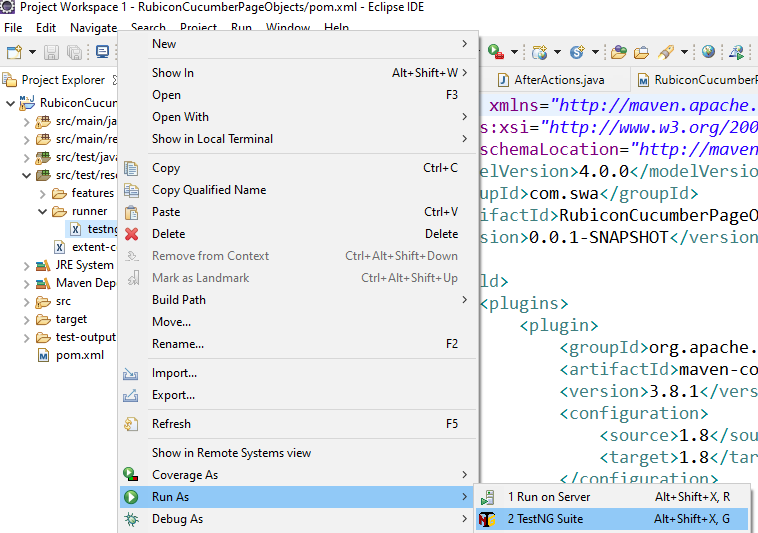 Project Workspace 1 - RubiconCucumberPageObjects/pom.xml - Eclipse IDE
File Edit Navigate Search Project Run Window Help
Project Explorer
RubiconCucum
src/main/ja
src/main/re
src/test/java
src/test/reso
features
runner
testng
extent-c
JRE System
Maven Dep
src
target
test-output
pom.xml
New
Show In Alt+Shift+W
Open F3
Open With
Show in Local Terminal
Copy Ctrl+C
Copy Qualified Name
Paste Ctrl+V
Delete Delete
Remove from Context Ctrl+Alt+Shift+Down
Mark as Landmark Ctrl+Alt+Shift+Up
Build Path
Move...
Rename... F2
Import...
Export...
Refresh F5
Show in Remote Systems view
Coverage As
Run As
Debug As
1 Run on Server Alt+Shift+X, R
2 TestNG Suite Alt+Shift+X, G
AfterActions.java RubiconCucumberP
xmlns="http://maven.apache.
s:xsi="http://www.w3.org/200
schemaLocation="http://maven
elVersion>4.0.0</modelVersion
upId>com.swa</groupId>
ifactId>RubiconCucumberPageO
sion>0.0.1-SNAPSHOT</version
ld>
<plugins>
<plugin>
<groupId>org.apache.
<artifactId>maven-co
<version>3.8.1</vers
<configuration>
<source>1.8</sou
<target>1.8</tar
</configuration>